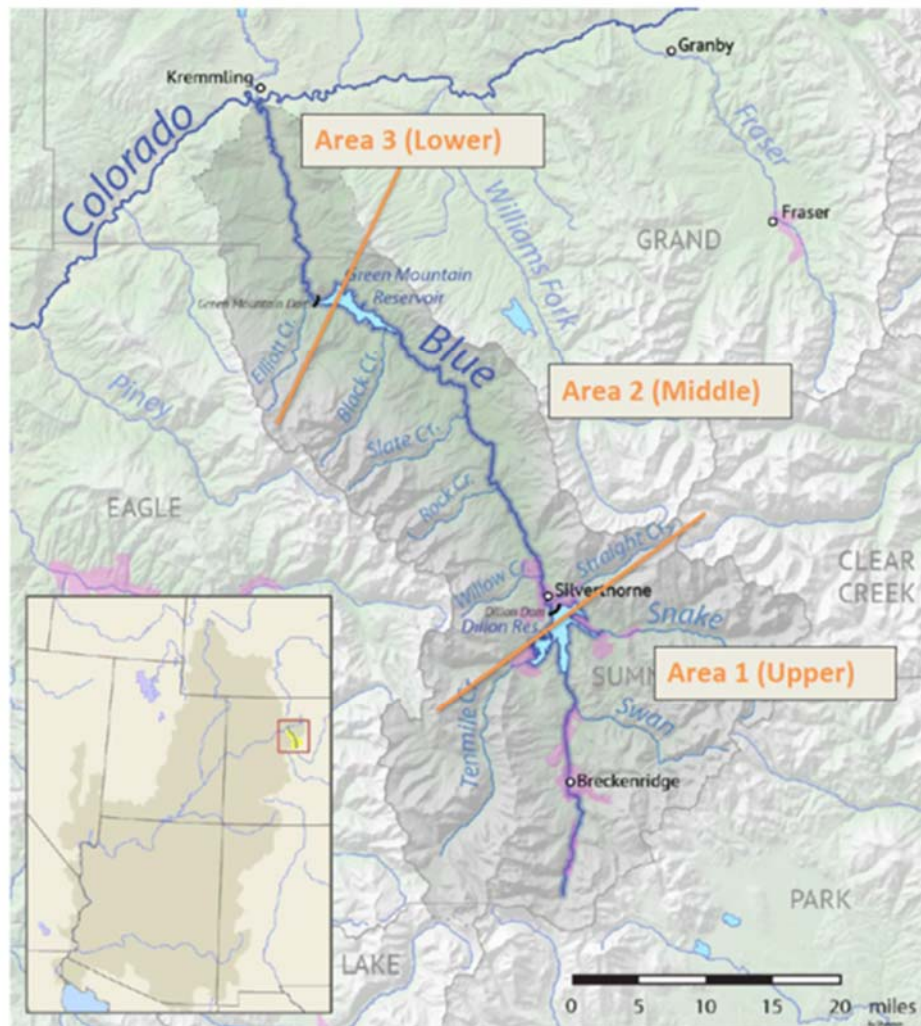 Granby
Kremmling
Colorado
Area 3 (Lower)
Fraser
Williams Fork
Fraser
GRAND
Green Mountain
Reservoir
Green Mountain Dam
Elliott Cr.
Black Cr.
Blue
Piney
Area 2 (Middle)
Slate Cr.
Rock Cr.
EAGLE
Straight Cr.
CLEAR
CREEK
Willow Cr.
Silverthorne
Dillon Dam
Dillon Res.
Snake
SUMM
Area 1 (Upper)
Swan
Tenmile Cr.
Breckenridge
PARK
LAKE
0 5 10 15 20 miles